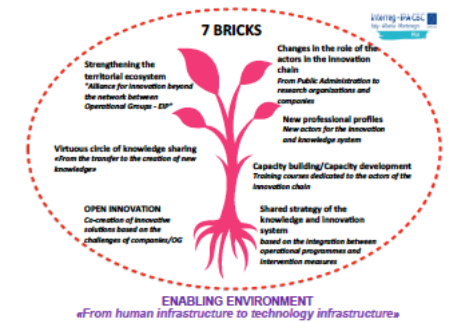 7 BRICKS
Interreg - IPA CBC
Italy - Albania - Montenegro
Strengthening the
territorial ecosystem
"Alliance for innovation beyond
the network between
Operational Groups - EIP"
Changes in the role of the
actors in the innovation
chain
From Public Administration to
research organizations and
companies
New professional profiles
New actors for the innovation
and knowledge system
Virtuous circle of knowledge sharing
«From the transfer to the creation of new
knowledge»
Capacity building/Capacity development
Training courses dedicated to the actors of the
innovation chain
OPEN INNOVATION
Co-creation of innovative
solutions based on the
challenges of companies/OG
Shared strategy of the
knowledge and innovation
system
based on the integration between
operational programmes and
intervention measures
ENABLING ENVIRONMENT
«From human infrastructure to technology infrastructure»